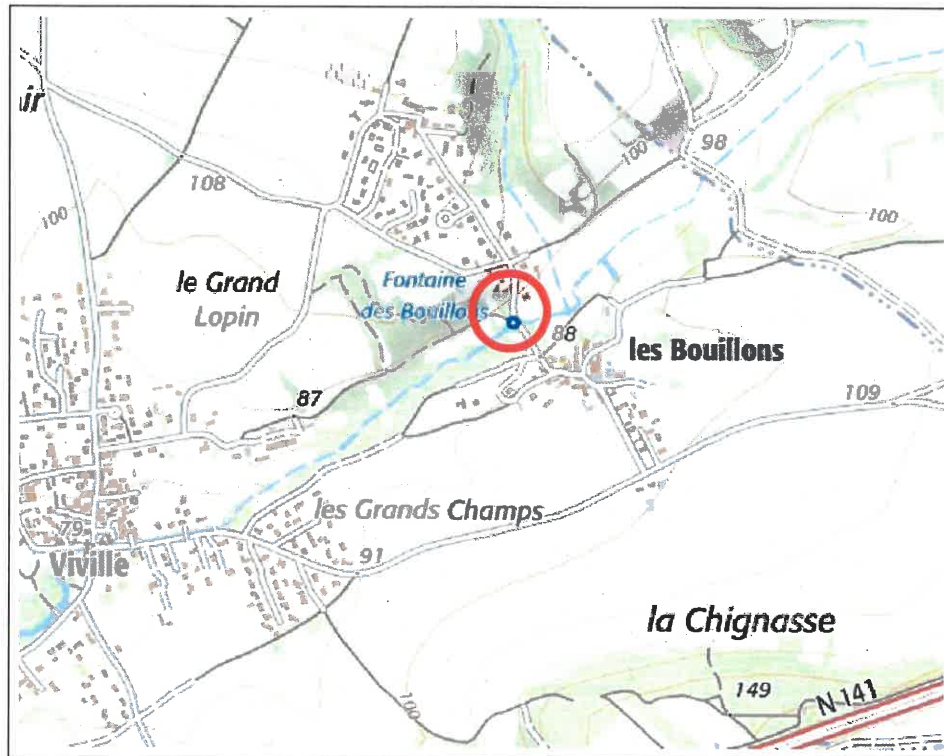 air
98
100
108
100
100
le Grand
Lopin
Fontaine
des Bouillons
88
les Bouillons
87
109
les Grands Champs
79
91
Viville
la Chignasse
149
N 141
100